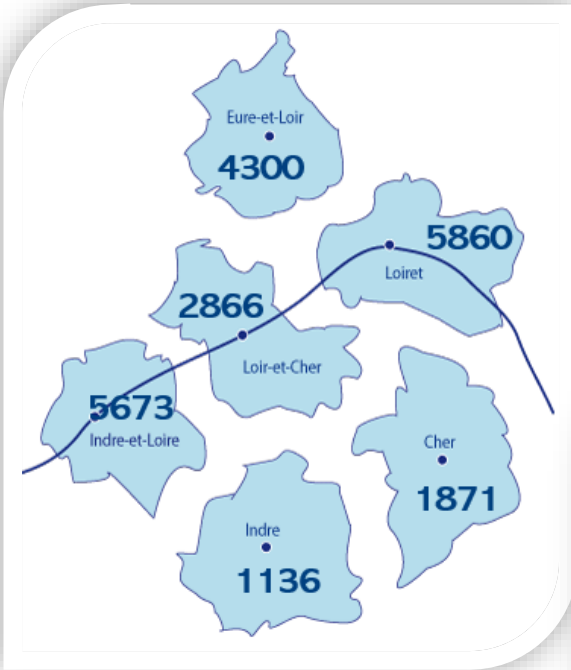 Eure-et-Loir
4300
5860
Loiret
2866
Loir-et-Cher
5673
Indre-et-Loire
Cher
1871
Indre
1136